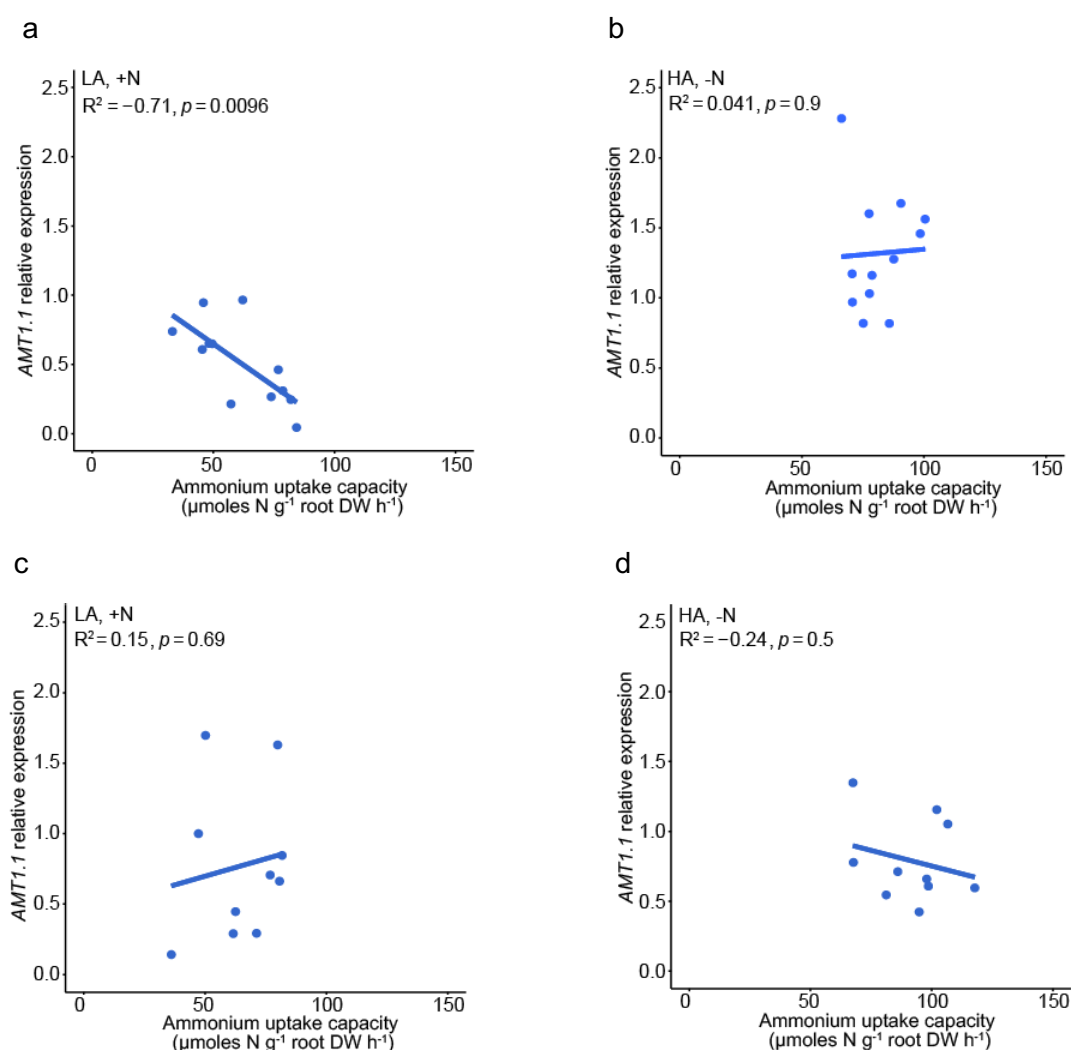 a
LA, +N
R² = −0.71, p = 0.0096
2.5
2.0
1.5
1.0
0.5
0.0
AMT1.1 relative expression
0 50 100 150
Ammonium uptake capacity
(µmoles N g⁻¹ root DW h⁻¹)
b
HA, -N
R² = 0.041, p = 0.9
2.5
2.0
1.5
1.0
0.5
0.0
AMT1.1 relative expression
0 50 100 150
Ammonium uptake capacity
(µmoles N g⁻¹ root DW h⁻¹)
c
LA, +N
R² = 0.15, p = 0.69
2.5
2.0
1.5
1.0
0.5
0.0
AMT1.1 relative expression
0 50 100 150
Ammonium uptake capacity
(µmoles N g⁻¹ root DW h⁻¹)
d
HA, -N
R² = −0.24, p = 0.5
2.5
2.0
1.5
1.0
0.5
0.0
AMT1.1 relative expression
0 50 100 150
Ammonium uptake capacity
(µmoles N g⁻¹ root DW h⁻¹)